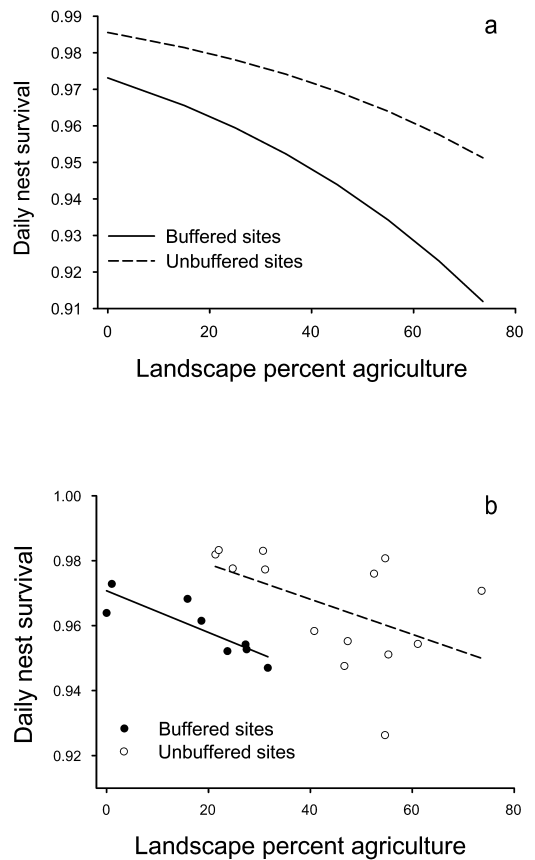 a
0.99
0.98
0.97
0.96
0.95
0.94
0.93
0.92
0.91
Daily nest survival
Buffered sites
Unbuffered sites
0 20 40 60 80
Landscape percent agriculture
b
1.00
0.98
0.96
0.94
0.92
Daily nest survival
Buffered sites
Unbuffered sites
0 20 40 60 80
Landscape percent agriculture